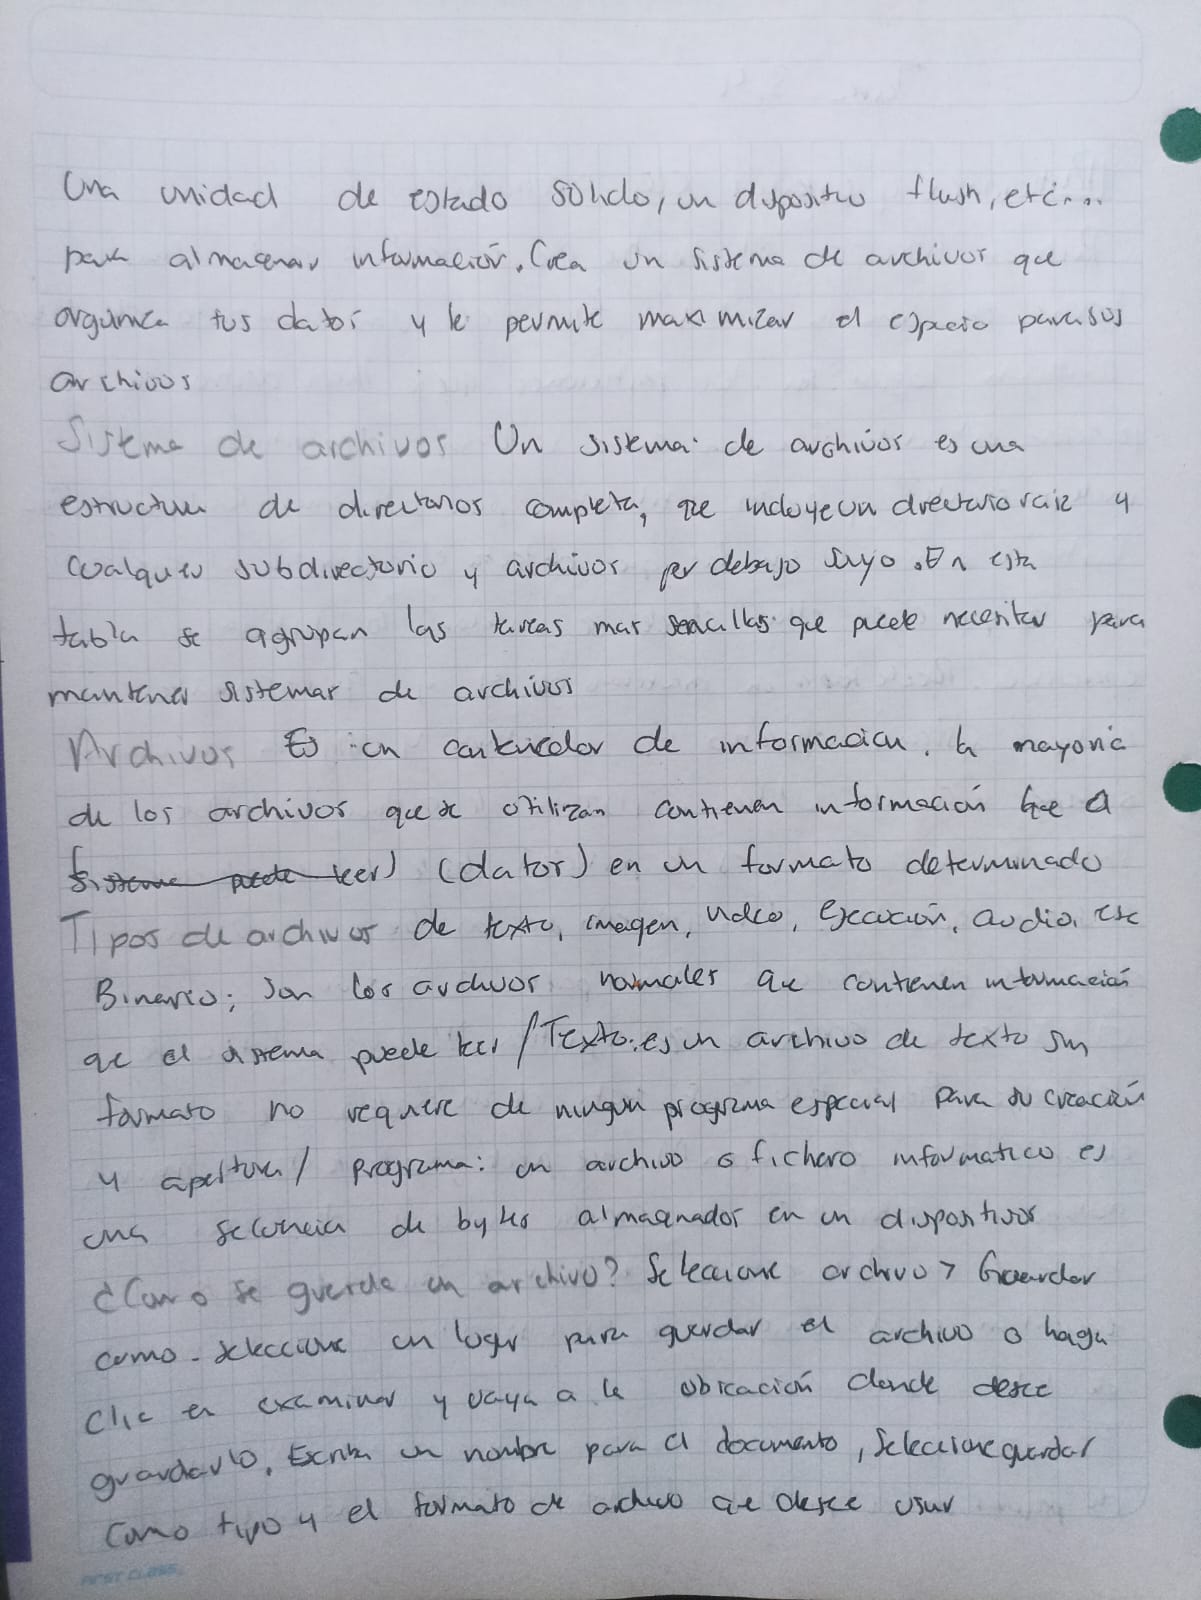 Una unidad de estado solido, un dispositivo flash, etc...
para almacenar información. Crea un sistema de archivos que
organiza tus datos y le permite maximizar el espacio para sus
archivos
Sistema de archivos Un sistema de archivos es una
estructura de directorios completa, que incluye un directorio raiz y
cualquier subdirectorio y archivos por debajo suyo. En esta
tabla se agrupan las tareas mas sencillas que puede necesitar para
mantener sistemas de archivos
Archivos Es un contenedor de informacion. la mayoria
de los archivos que se utilizan contienen información que el
sistema puede leer) (datos) en un formato determinado
Tipos de archivos de texto, imagen, video, ejecución, audio, etc
Binario; son los archivos normales que contienen información
que el sistema puede leer / Texto: es un archivo de texto sin
formato no requiere de ningun programa especial para su creación
y apertura / Programa: un archivo o fichero informatico es
una secuencia de bytes almacenados en un dispositivos
¿Como se guarda un archivo? Seleccione archivo > Guardar
como. seleccione un lugar para guardar el archivo o haga
clic en examinar y vaya a la ubicación donde desee
guardarlo. Escriba un nombre para el documento, seleccione guardar
como tipo y el formato de archivo que desee usar
FIRST CLASS